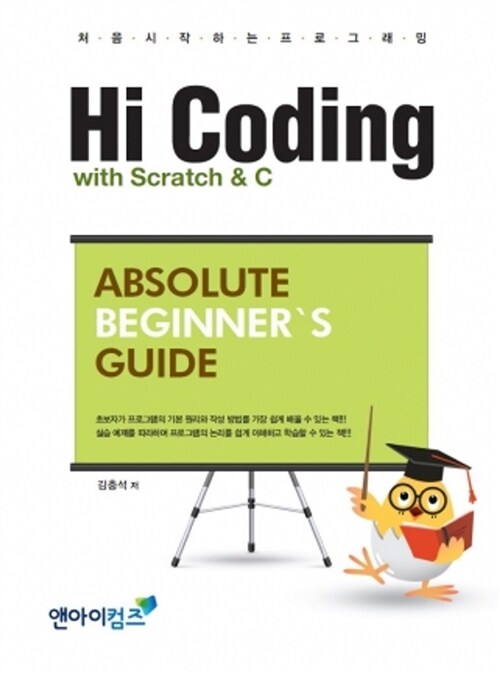 처·음·시·작·하·는·프·로·그·래·밍
Hi Coding
with Scratch & C
ABSOLUTE
BEGINNER`S
GUIDE
초보자가 프로그램의 기본 원리와 작성 방법을 가장 쉽게 배울 수 있는 책!!!
실습 예제를 따라하며 프로그램의 논리를 쉽게 이해하고 학습할 수 있는 책!!!
김충석 저
앤아이컴즈